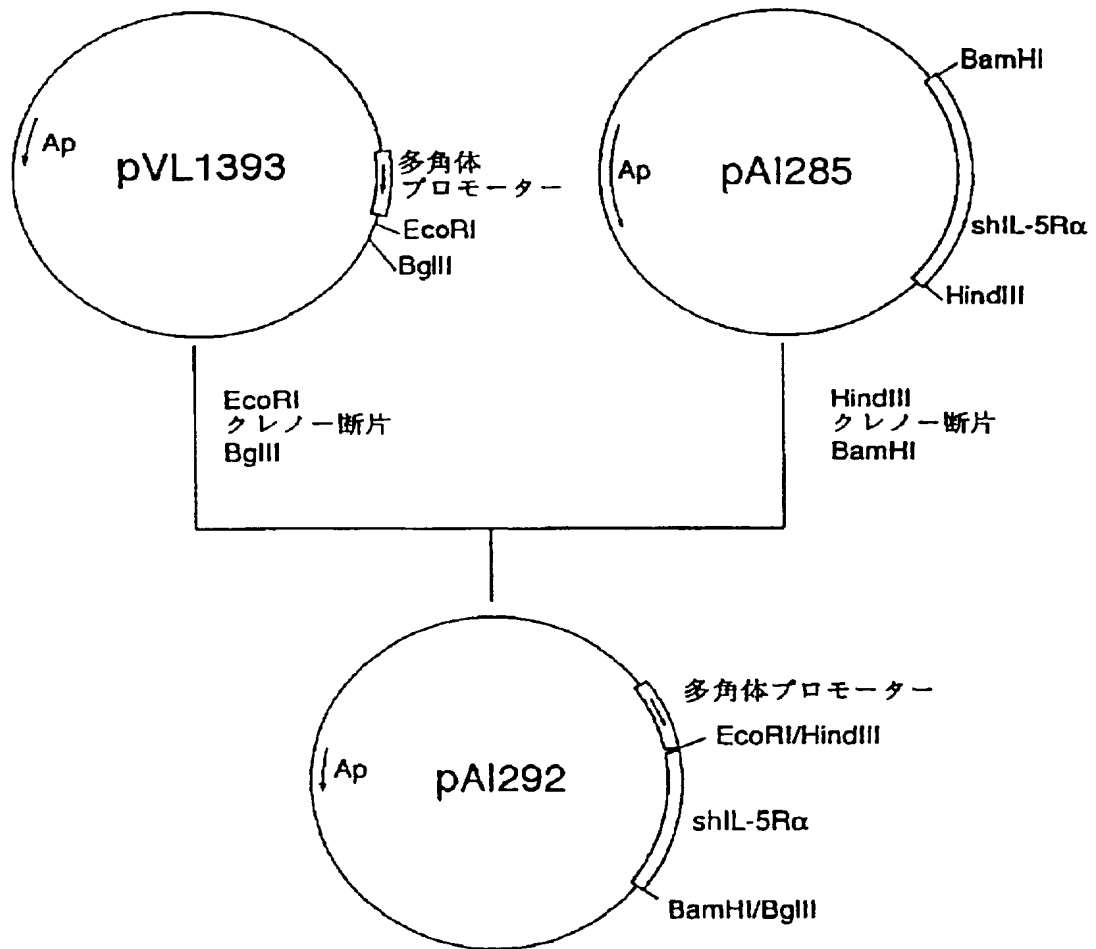 pVL1393
Ap
多角体
プロモーター
EcoRI
BglII
pAI285
Ap
BamHI
shIL-5Rα
HindIII
EcoRI
クレノー断片
BglII
HindIII
クレノー断片
BamHI
pAI292
Ap
多角体プロモーター
EcoRI/HindIII
shIL-5Rα
BamHI/BglII